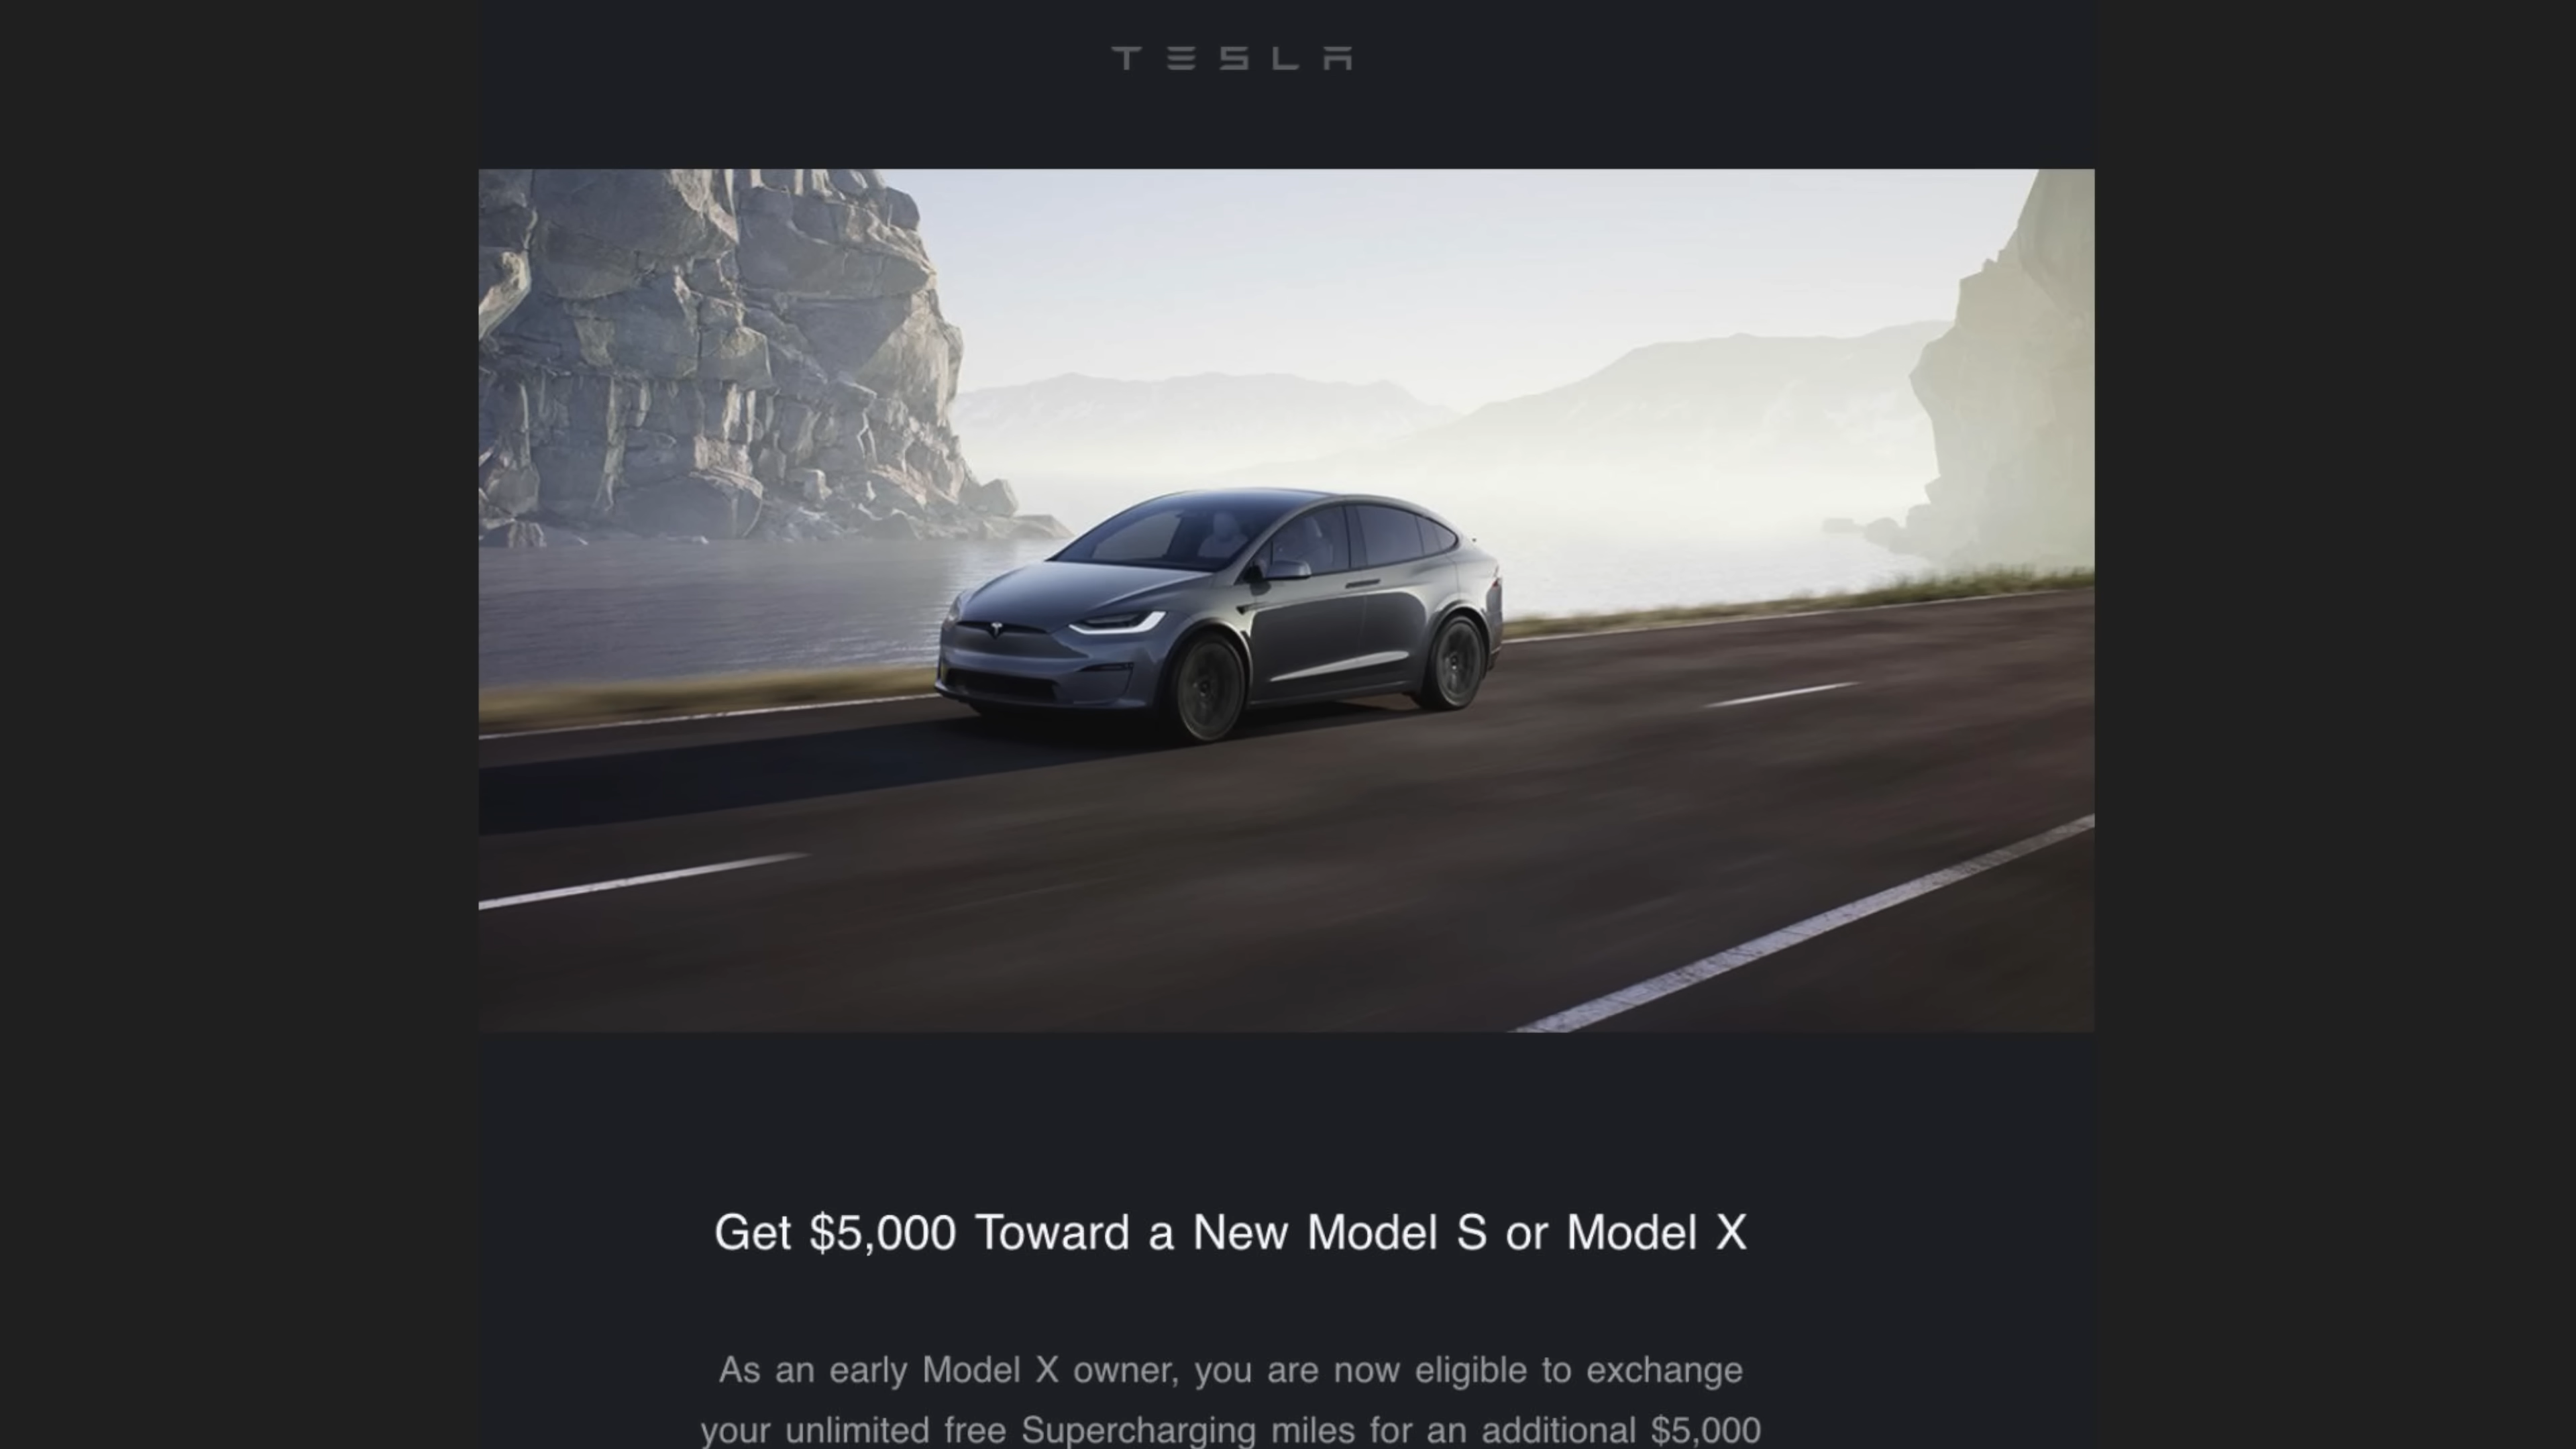 TESLA
Get $5,000 Toward a New Model S or Model X
As an early Model X owner, you are now eligible to exchange
your unlimited free Supercharging miles for an additional $5,000